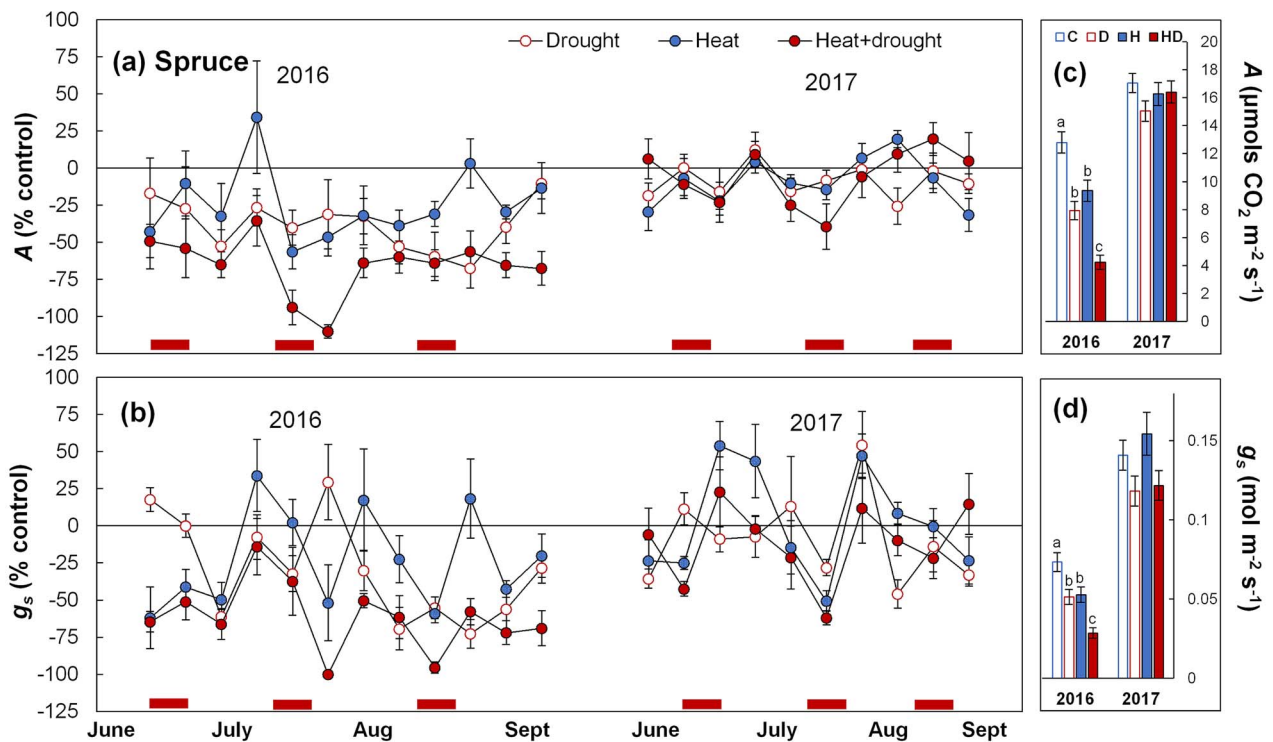 100
75
50
25
0
-25
-50
-75
-100
-125
A (% control)
(a) Spruce
2016
Drought Heat Heat+drought
2017
C D H HD
(c)
a
b
b
c
2016 2017
20
18
16
14
12
10
8
6
4
2
0
A (µmols CO₂ m⁻² s⁻¹)
100
75
50
25
0
-25
-50
-75
-100
-125
gₛ (% control)
(b)
2016
2017
June July Aug Sept June July Aug Sept
(d)
a
b
b
c
2016 2017
0.15
0.1
0.05
0
gₛ (mol m⁻² s⁻¹)